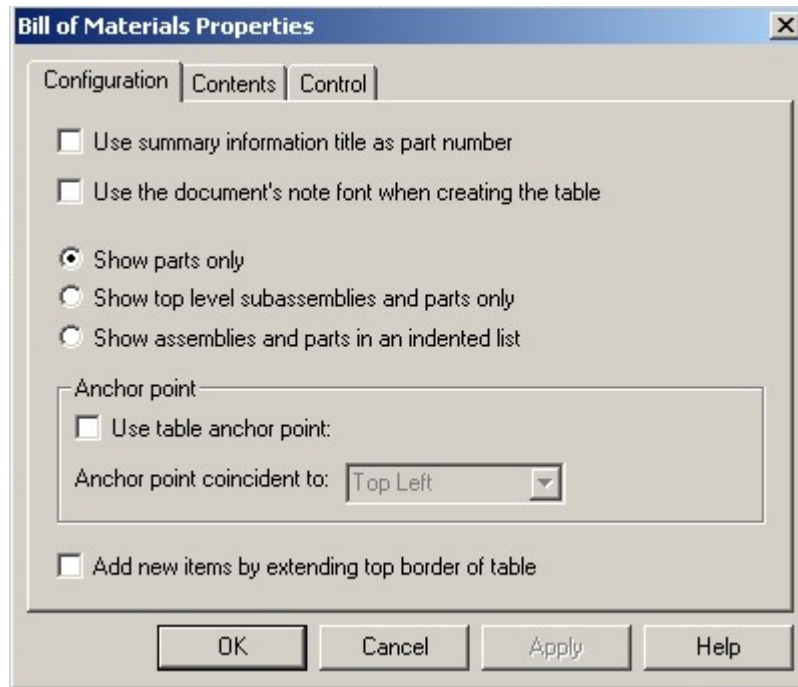 Bill of Materials Properties
Configuration Contents Control
Use summary information title as part number
Use the document's note font when creating the table
Show parts only
Show top level subassemblies and parts only
Show assemblies and parts in an indented list
Anchor point
Use table anchor point:
Anchor point coincident to: Top Left
Add new items by extending top border of table
OK Cancel Apply Help